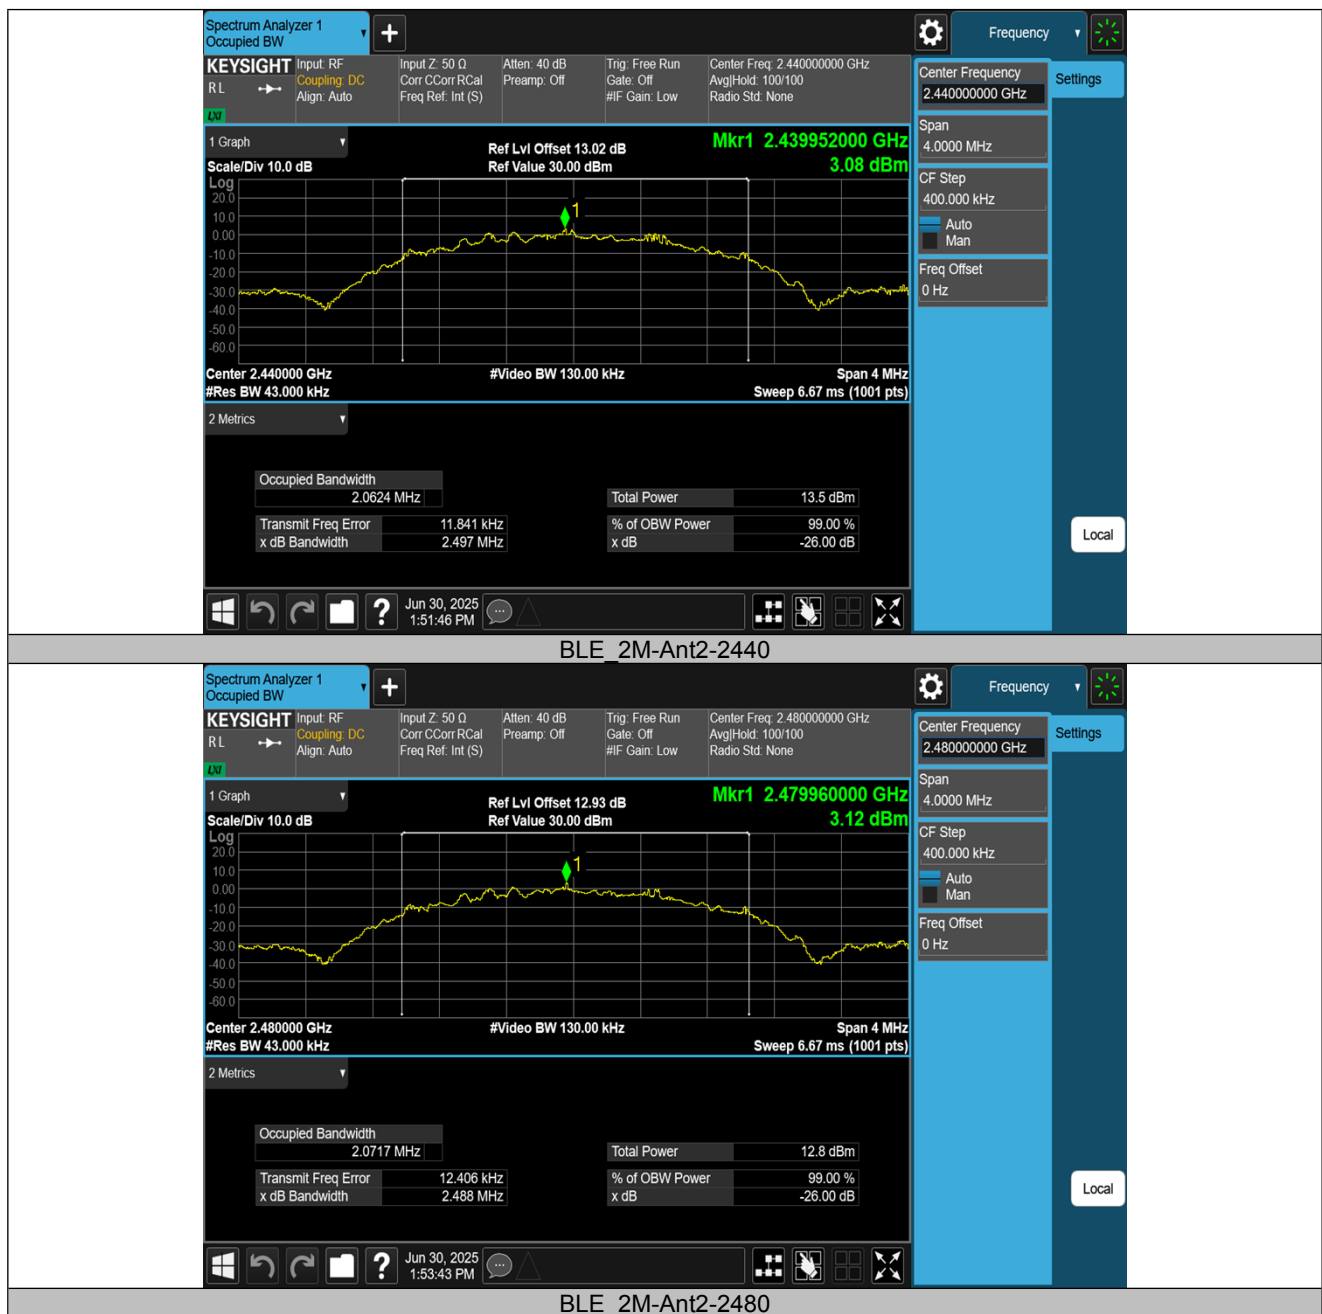 Spectrum Analyzer 1
Occupied BW
Frequency
KEYSIGHT
RL
LXI
Input: RF
Coupling: DC
Align: Auto
Input Z: 50 Ω
Corr CCorr RCal
Freq Ref: Int (S)
Atten: 40 dB
Preamp: Off
Trig: Free Run
Gate: Off
#IF Gain: Low
Center Freq: 2.440000000 GHz
Avg|Hold: 100/100
Radio Std: None
Center Frequency
2.440000000 GHz
Settings
Span
4.0000 MHz
CF Step
400.000 kHz
Auto
Man
Freq Offset
0 Hz
Local
1 Graph
Scale/Div 10.0 dB
Ref Lvl Offset 13.02 dB
Ref Value 30.00 dBm
Mkr1 2.439952000 GHz
3.08 dBm
Log
20.0
10.0
0.00
-10.0
-20.0
-30.0
-40.0
-50.0
-60.0
1
Center 2.440000 GHz
#Res BW 43.000 kHz
#Video BW 130.00 kHz
Span 4 MHz
Sweep 6.67 ms (1001 pts)
2 Metrics
Occupied Bandwidth
2.0624 MHz
Total Power 13.5 dBm
Transmit Freq Error 11.841 kHz
% of OBW Power 99.00 %
x dB Bandwidth 2.497 MHz
x dB -26.00 dB
?
Jun 30, 2025
1:51:46 PM
BLE_2M-Ant2-2440
Spectrum Analyzer 1
Occupied BW
Frequency
KEYSIGHT
RL
LXI
Input: RF
Coupling: DC
Align: Auto
Input Z: 50 Ω
Corr CCorr RCal
Freq Ref: Int (S)
Atten: 40 dB
Preamp: Off
Trig: Free Run
Gate: Off
#IF Gain: Low
Center Freq: 2.480000000 GHz
Avg|Hold: 100/100
Radio Std: None
Center Frequency
2.480000000 GHz
Settings
Span
4.0000 MHz
CF Step
400.000 kHz
Auto
Man
Freq Offset
0 Hz
Local
1 Graph
Scale/Div 10.0 dB
Ref Lvl Offset 12.93 dB
Ref Value 30.00 dBm
Mkr1 2.479960000 GHz
3.12 dBm
Log
20.0
10.0
0.00
-10.0
-20.0
-30.0
-40.0
-50.0
-60.0
1
Center 2.480000 GHz
#Res BW 43.000 kHz
#Video BW 130.00 kHz
Span 4 MHz
Sweep 6.67 ms (1001 pts)
2 Metrics
Occupied Bandwidth
2.0717 MHz
Total Power 12.8 dBm
Transmit Freq Error 12.406 kHz
% of OBW Power 99.00 %
x dB Bandwidth 2.488 MHz
x dB -26.00 dB
?
Jun 30, 2025
1:53:43 PM
BLE_2M-Ant2-2480